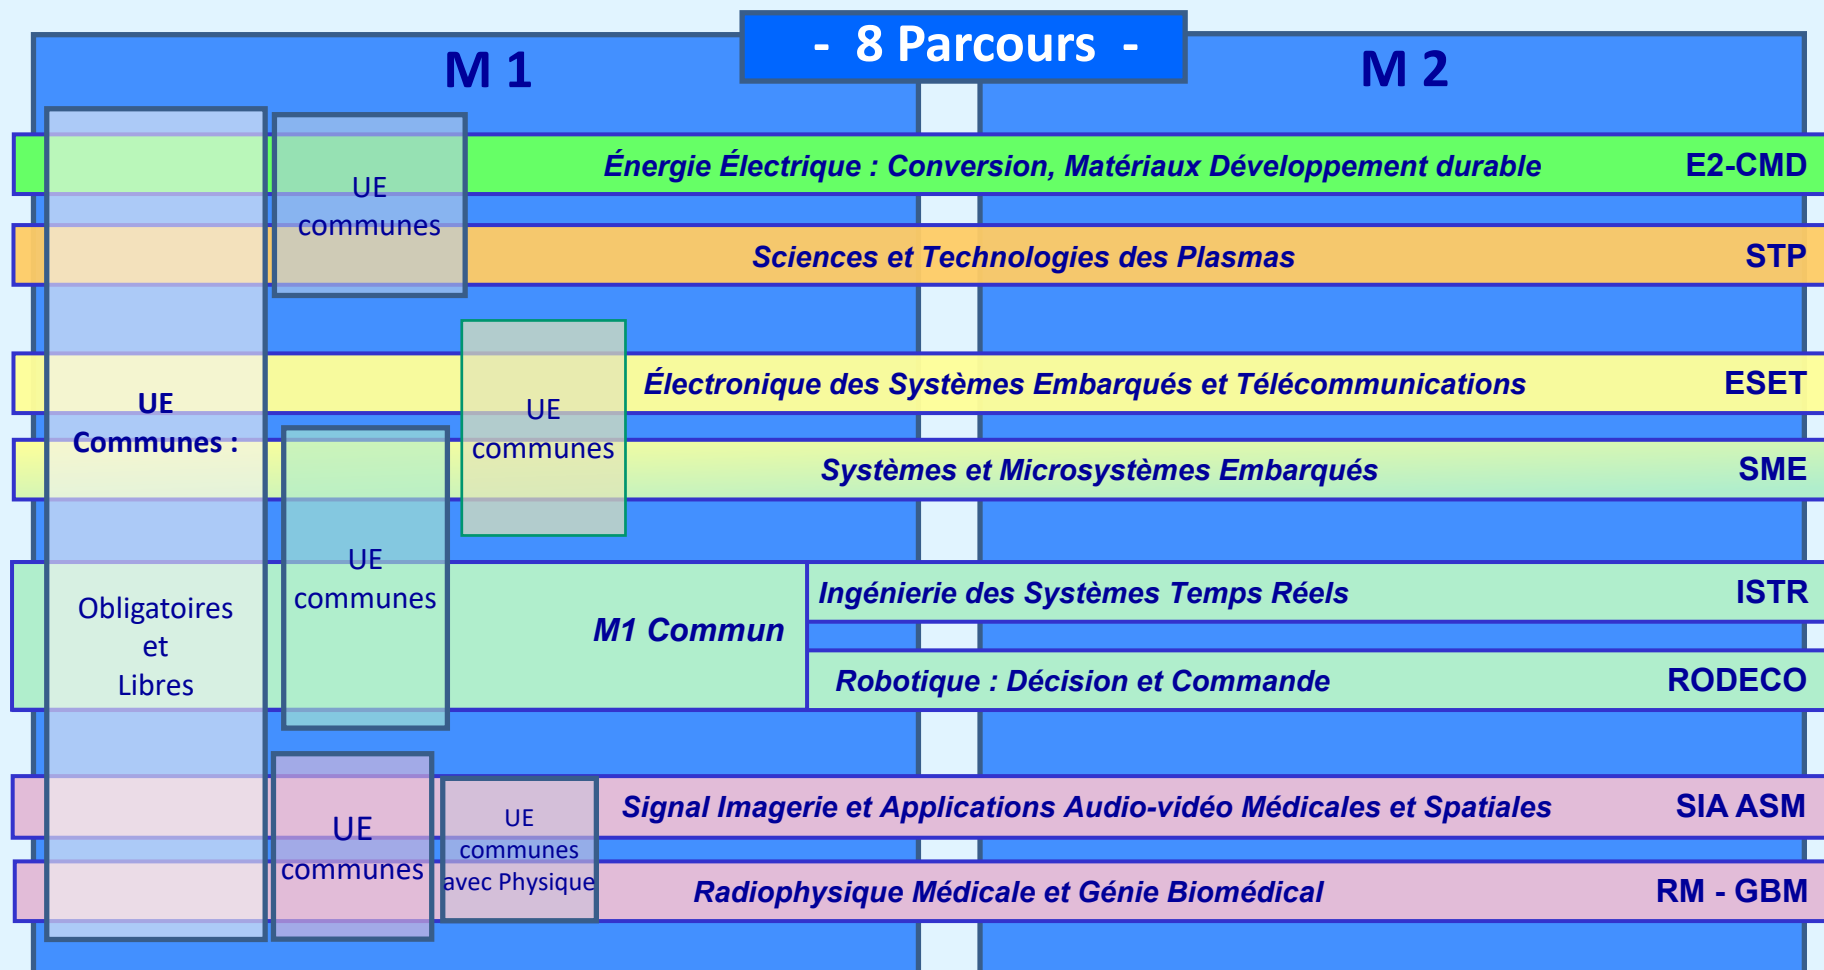 - 8 Parcours -
M 1
M 2
Énergie Électrique : Conversion, Matériaux Développement durable
E2-CMD
UE
communes
Sciences et Technologies des Plasmas
STP
Électronique des Systèmes Embarqués et Télécommunications
ESET
UE
Communes :
UE
communes
Systèmes et Microsystèmes Embarqués
SME
UE
communes
Obligatoires
et
Libres
M1 Commun
Ingénierie des Systèmes Temps Réels
ISTR
Robotique : Décision et Commande
RODECO
Signal Imagerie et Applications Audio-vidéo Médicales et Spatiales
SIA ASM
UE
communes
UE
communes
avec Physique
Radiophysique Médicale et Génie Biomédical
RM - GBM